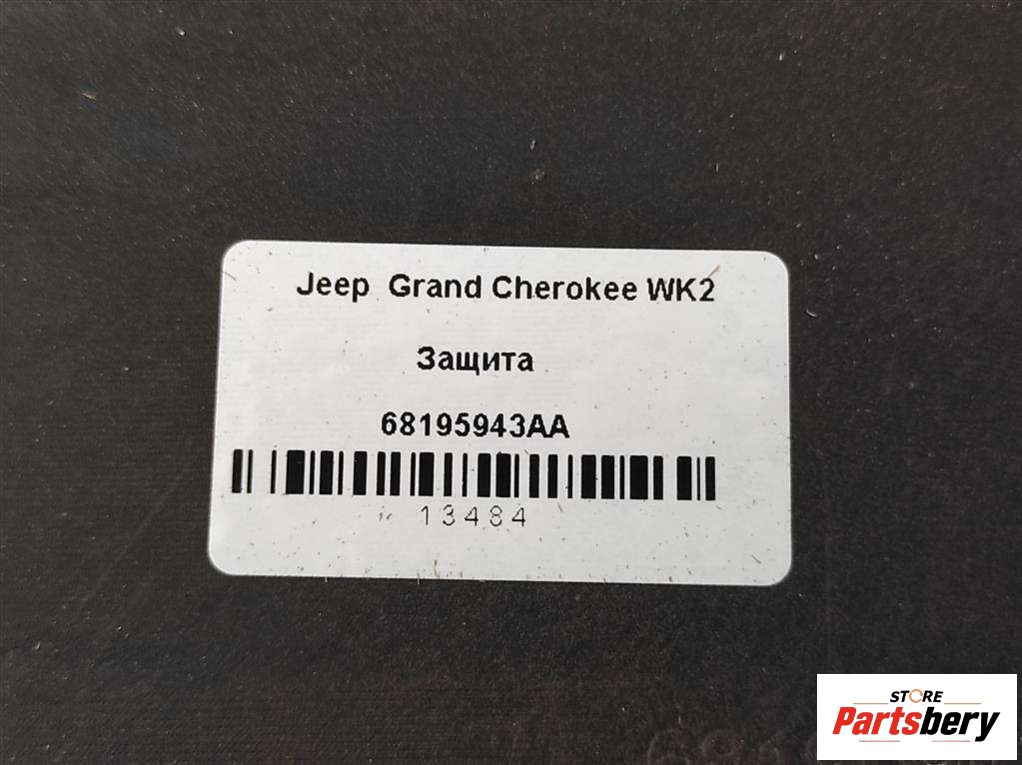 Jeep Grand Cherokee WK2
Защита
68195943AA
13484
STORE
Partsbery